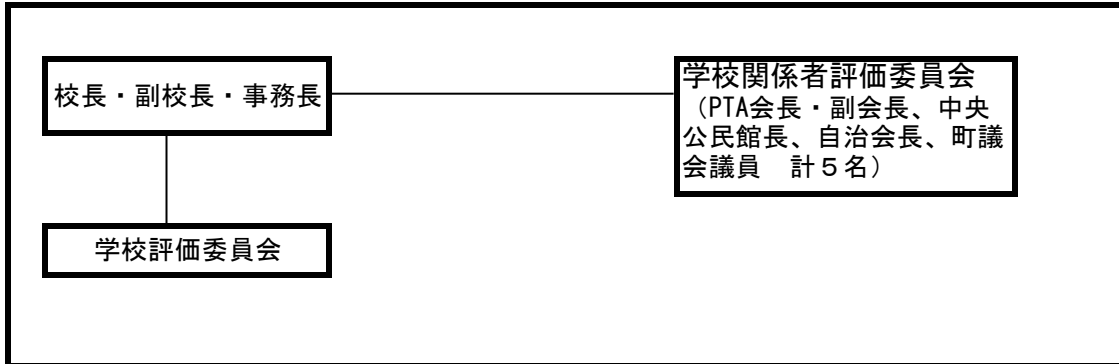 校長・副校長・事務長
学校関係者評価委員会
（PTA会長・副会長、中央
公民館長、自治会長、町議
会議員　計５名）
学校評価委員会